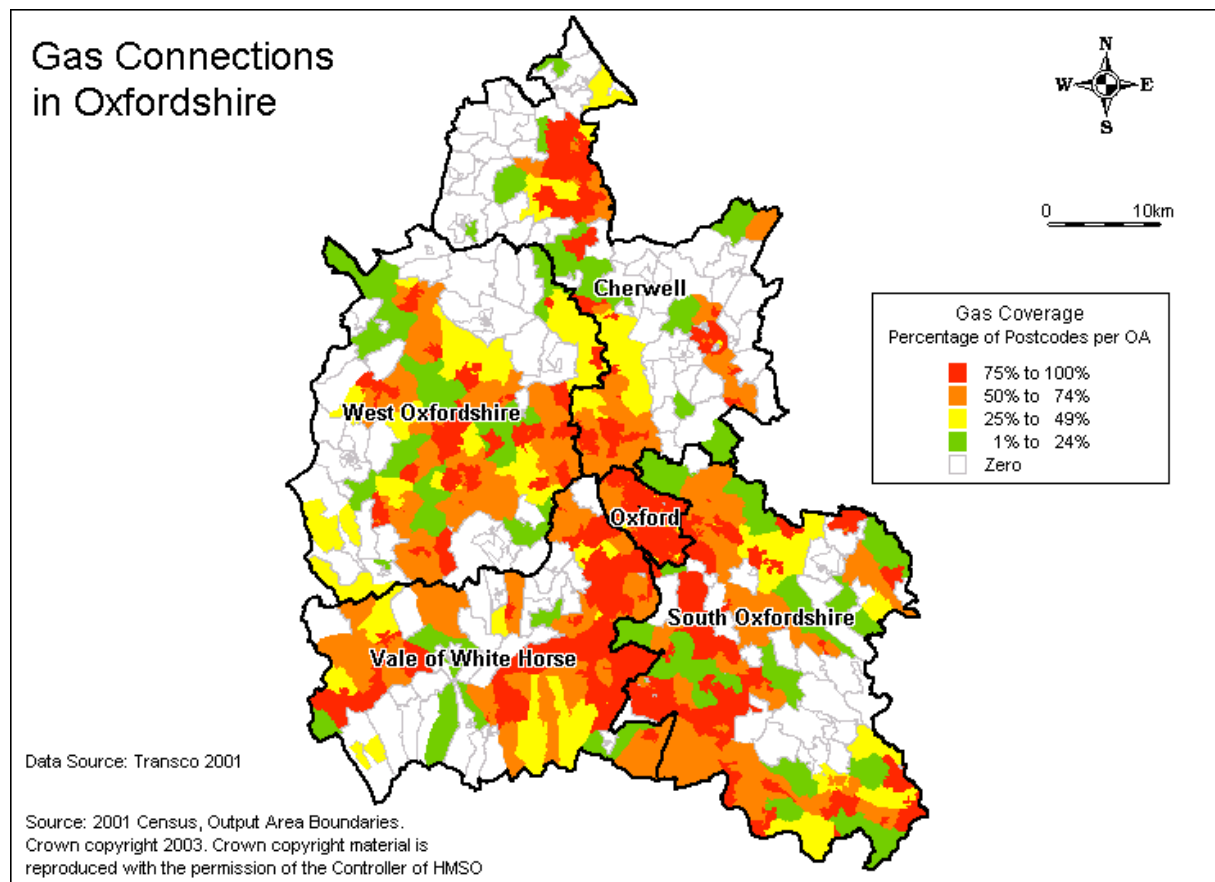 Gas Connections
in Oxfordshire
N
W E
S
0 10km
Cherwell
Gas Coverage
Percentage of Postcodes per OA
75% to 100%
50% to 74%
25% to 49%
1% to 24%
Zero
West Oxfordshire
Oxford
South Oxfordshire
Vale of White Horse
Data Source: Transco 2001
Source: 2001 Census, Output Area Boundaries.
Crown copyright 2003. Crown copyright material is
reproduced with the permission of the Controller of HMSO